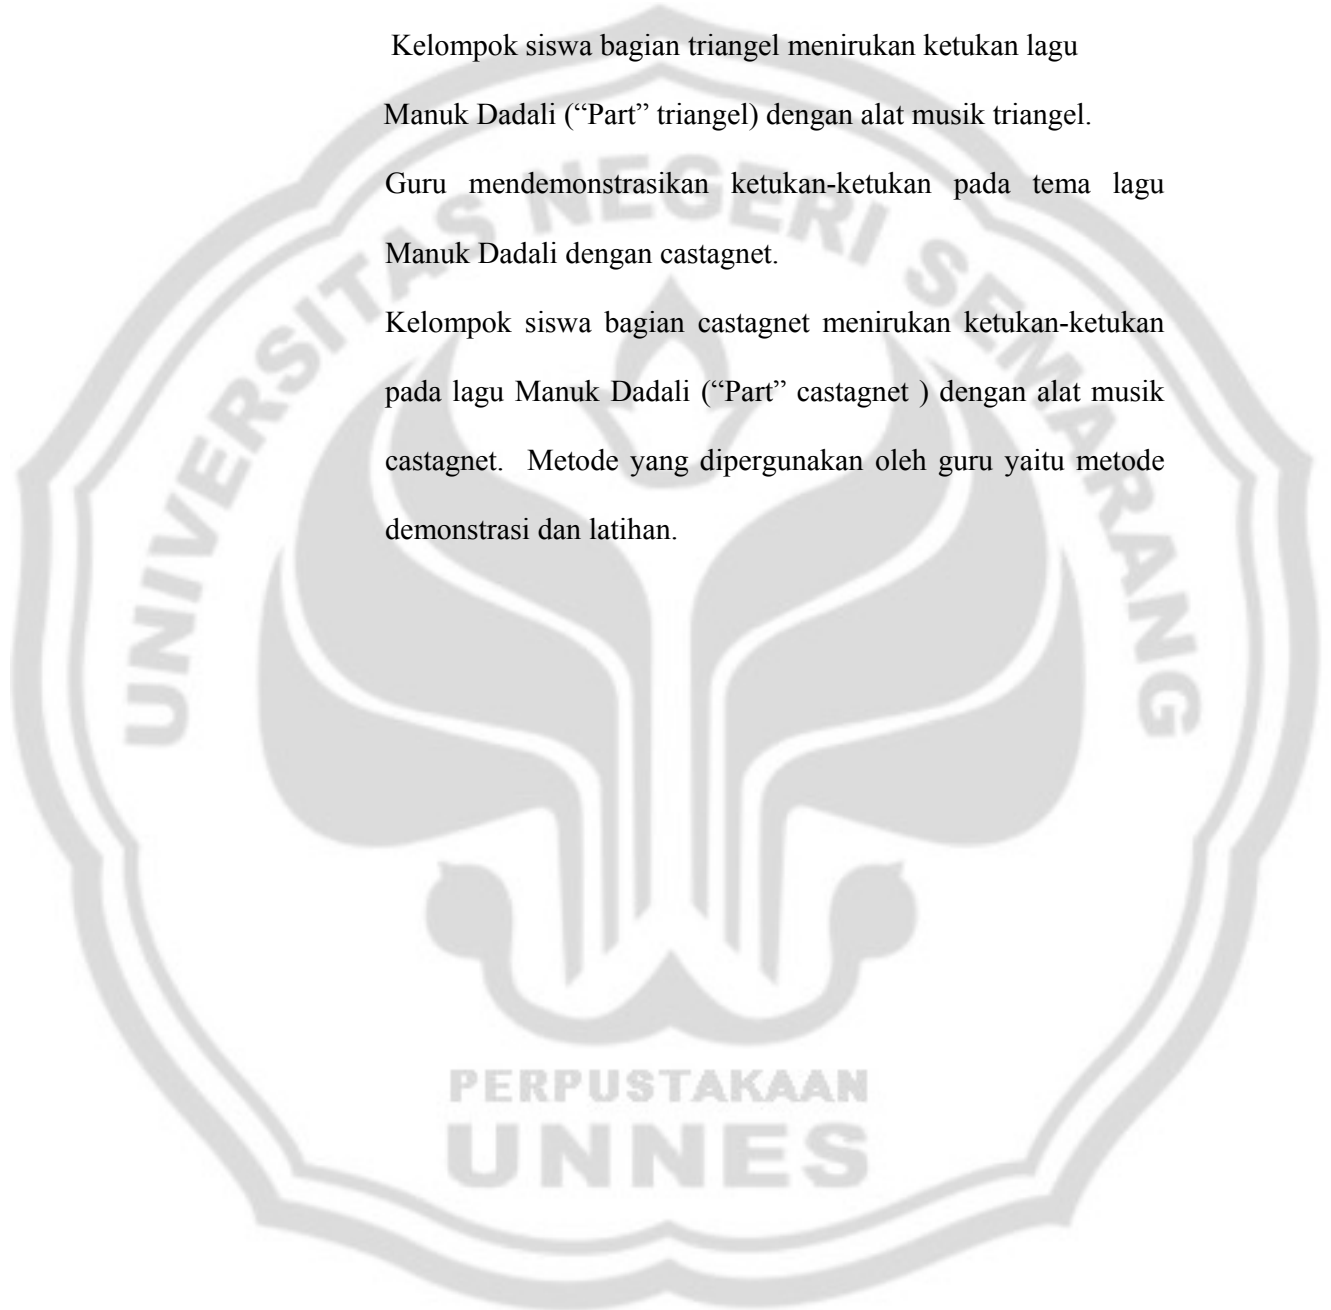 Kelompok siswa bagian triangel menirukan ketukan lagu
Manuk Dadali (“Part” triangel) dengan alat musik triangel.
Guru mendemonstrasikan ketukan-ketukan pada tema lagu
Manuk Dadali dengan castagnet.
Kelompok siswa bagian castagnet menirukan ketukan-ketukan
pada lagu Manuk Dadali (“Part” castagnet ) dengan alat musik
castagnet. Metode yang dipergunakan oleh guru yaitu metode
demonstrasi dan latihan.
UNIVERSITAS NEGERI SEMARANG
PERPUSTAKAAN
UNNES